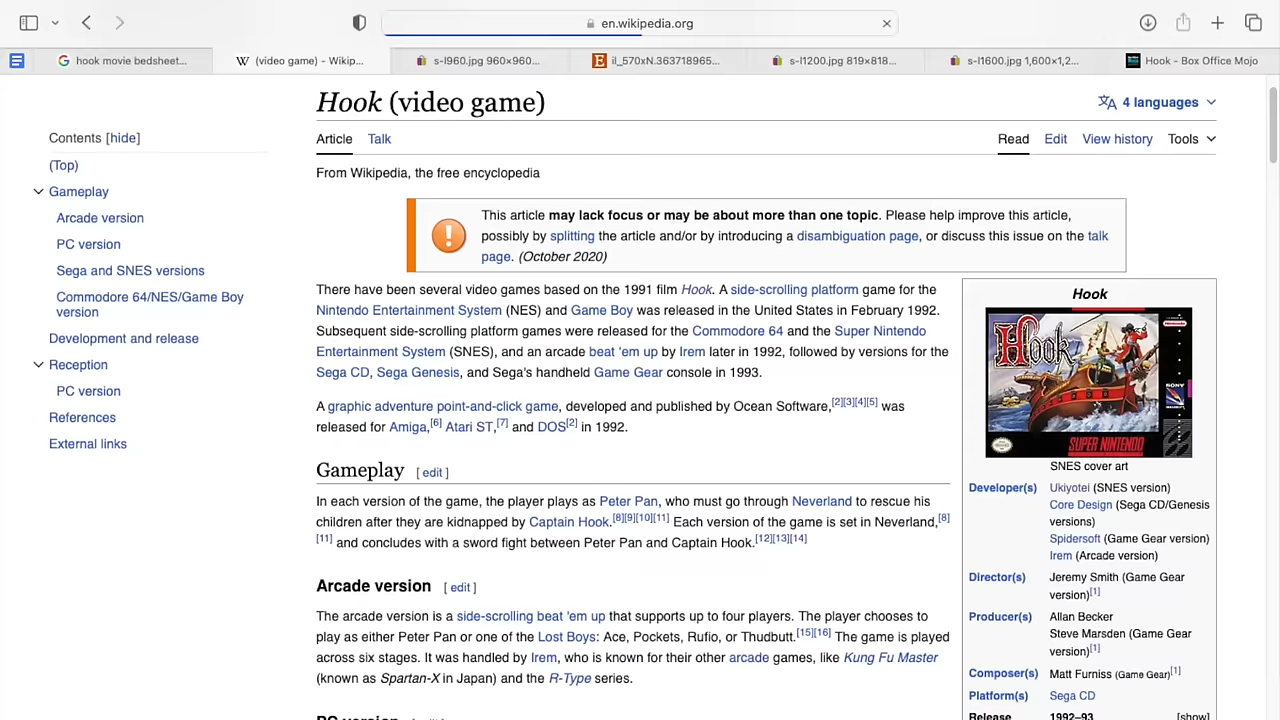 en.wikipedia.org
hook movie bedsheet...
W (video game) - Wikip...
s-l960.jpg 960×960...
E il_570xN.363718965...
s-l1200.jpg 819×818...
s-l1600.jpg 1,600×1,2...
Hook - Box Office Mojo
Hook (video game)
4 languages
Contents [hide]
Article Talk
Read Edit View history Tools
(Top)
From Wikipedia, the free encyclopedia
Gameplay
Arcade version
PC version
Sega and SNES versions
Commodore 64/NES/Game Boy
version
Development and release
Reception
PC version
References
External links
! This article may lack focus or may be about more than one topic. Please help improve this article,
possibly by splitting the article and/or by introducing a disambiguation page, or discuss this issue on the talk
page. (October 2020)
There have been several video games based on the 1991 film Hook. A side-scrolling platform game for the
Nintendo Entertainment System (NES) and Game Boy was released in the United States in February 1992.
Subsequent side-scrolling platform games were released for the Commodore 64 and the Super Nintendo
Entertainment System (SNES), and an arcade beat 'em up by Irem later in 1992, followed by versions for the
Sega CD, Sega Genesis, and Sega's handheld Game Gear console in 1993.
A graphic adventure point-and-click game, developed and published by Ocean Software,[2][3][4][5] was
released for Amiga,[6] Atari ST,[7] and DOS[2] in 1992.
Gameplay [ edit ]
In each version of the game, the player plays as Peter Pan, who must go through Neverland to rescue his
children after they are kidnapped by Captain Hook.[8][9][10][11] Each version of the game is set in Neverland,[8]
[11] and concludes with a sword fight between Peter Pan and Captain Hook.[12][13][14]
Arcade version [ edit ]
The arcade version is a side-scrolling beat 'em up that supports up to four players. The player chooses to
play as either Peter Pan or one of the Lost Boys: Ace, Pockets, Rufio, or Thudbutt.[15][16] The game is played
across six stages. It was handled by Irem, who is known for their other arcade games, like Kung Fu Master
(known as Spartan-X in Japan) and the R-Type series.
PC version [ edit ]
Hook
Hook
Nintendo
SONY
SUPER NINTENDO
SNES cover art
Developer(s) Ukiyotei (SNES version)
Core Design (Sega CD/Genesis
versions)
Spidersoft (Game Gear version)
Irem (Arcade version)
Director(s) Jeremy Smith (Game Gear
version)[1]
Producer(s) Allan Becker
Steve Marsden (Game Gear
version)[1]
Composer(s) Matt Furniss (Game Gear)[1]
Platform(s) Sega CD
Release 1992–93 [show]